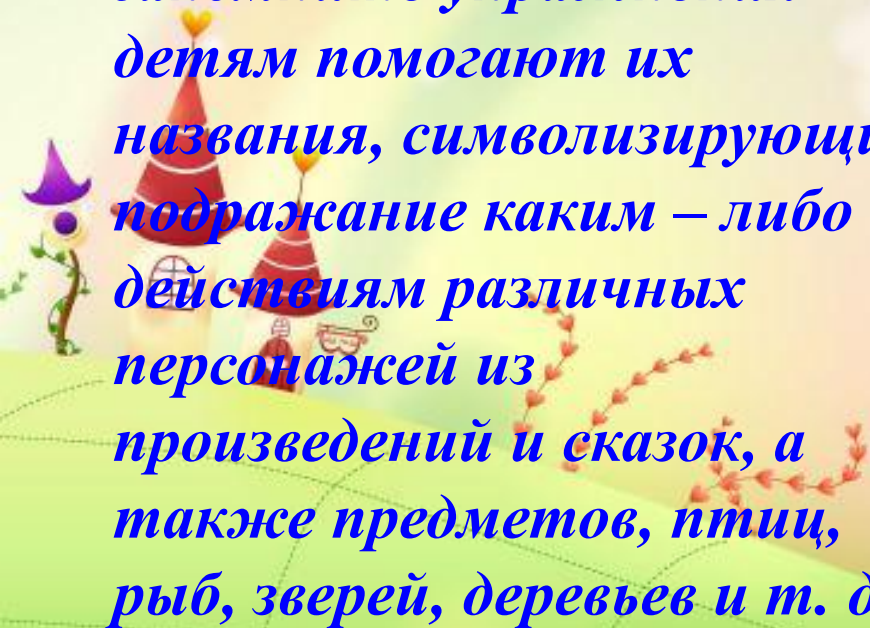 детям помогают их
названия, символизирующи
подражание каким – либо
действиям различных
персонажей из
произведений и сказок, а
также предметов, птиц,
рыб, зверей, деревьев и т. д